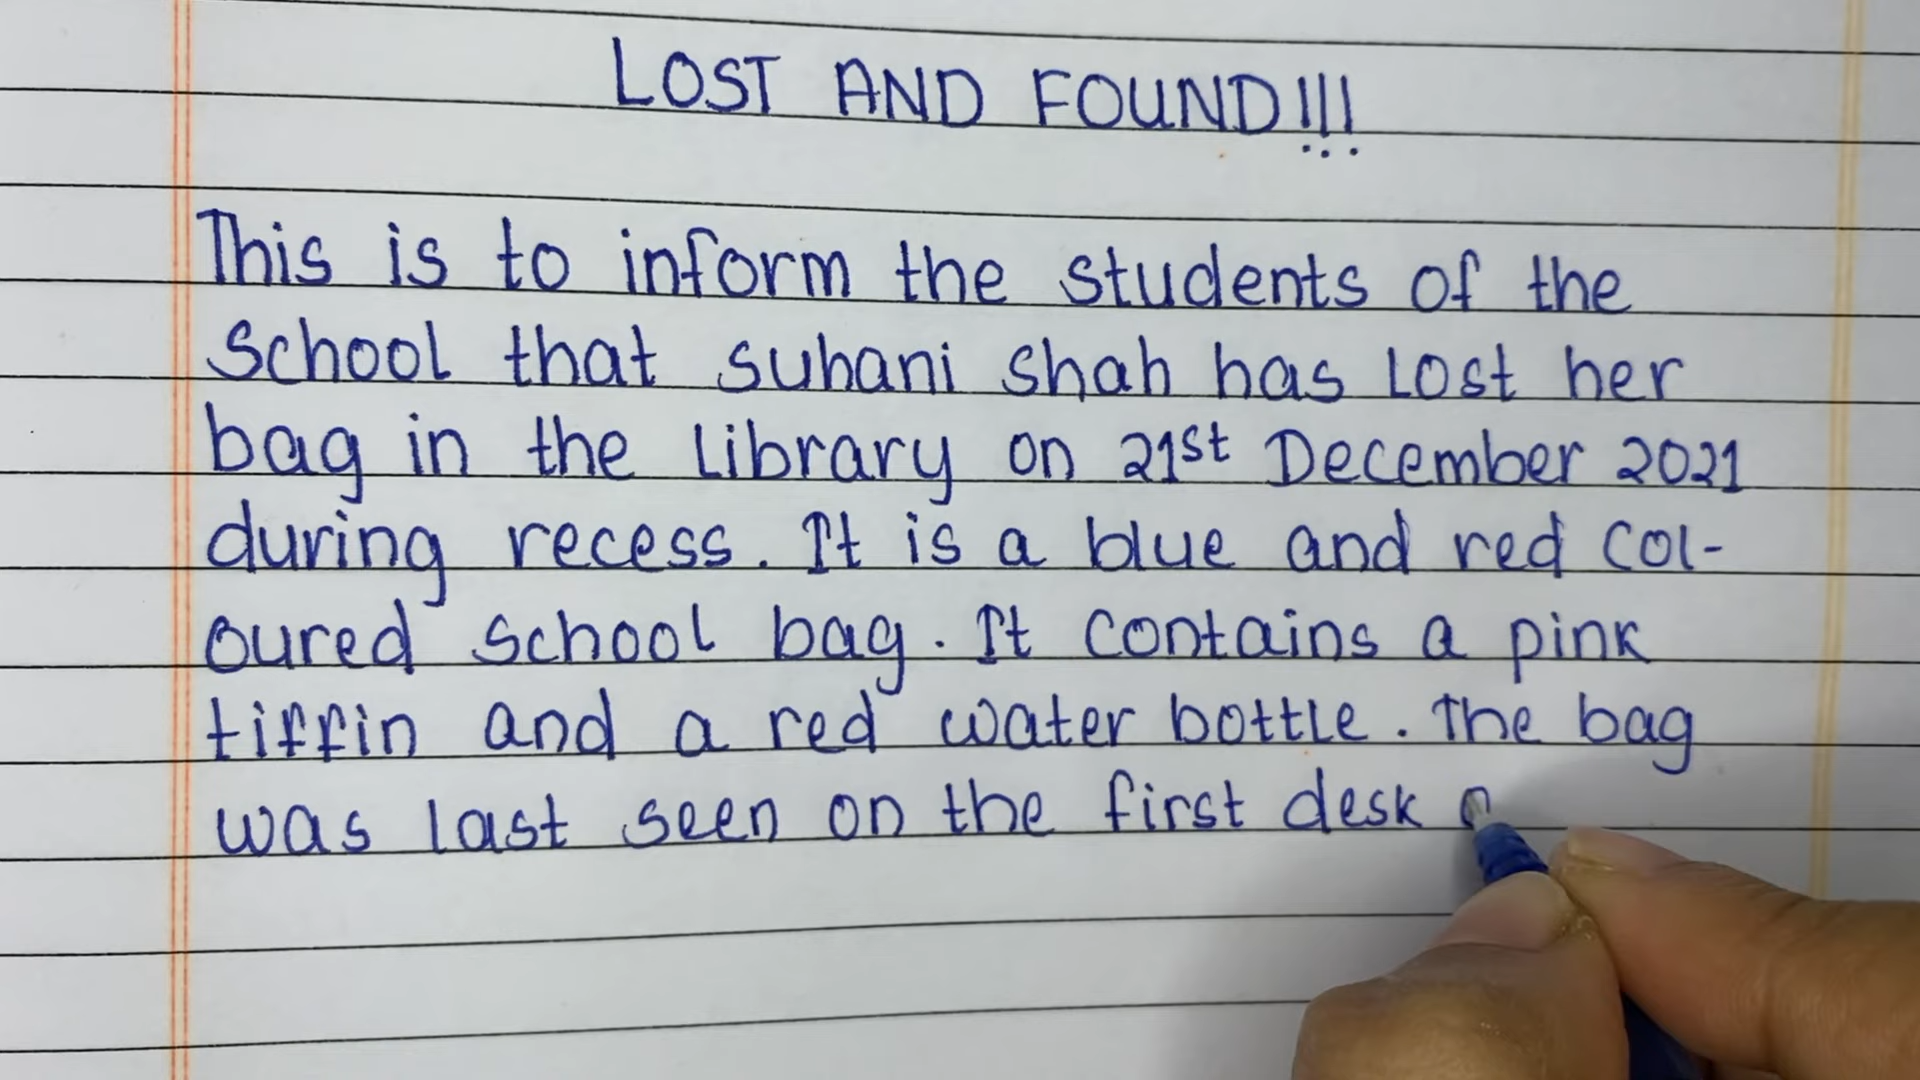 LOST AND FOUND!!!
This is to inform the students of the
school that suhani shah has lost her
bag in the library on 21st December 2021
during recess. It is a blue and red col-
oured school bag. It contains a pink
tiffin and a red water bottle. The bag
was last seen on the first desk